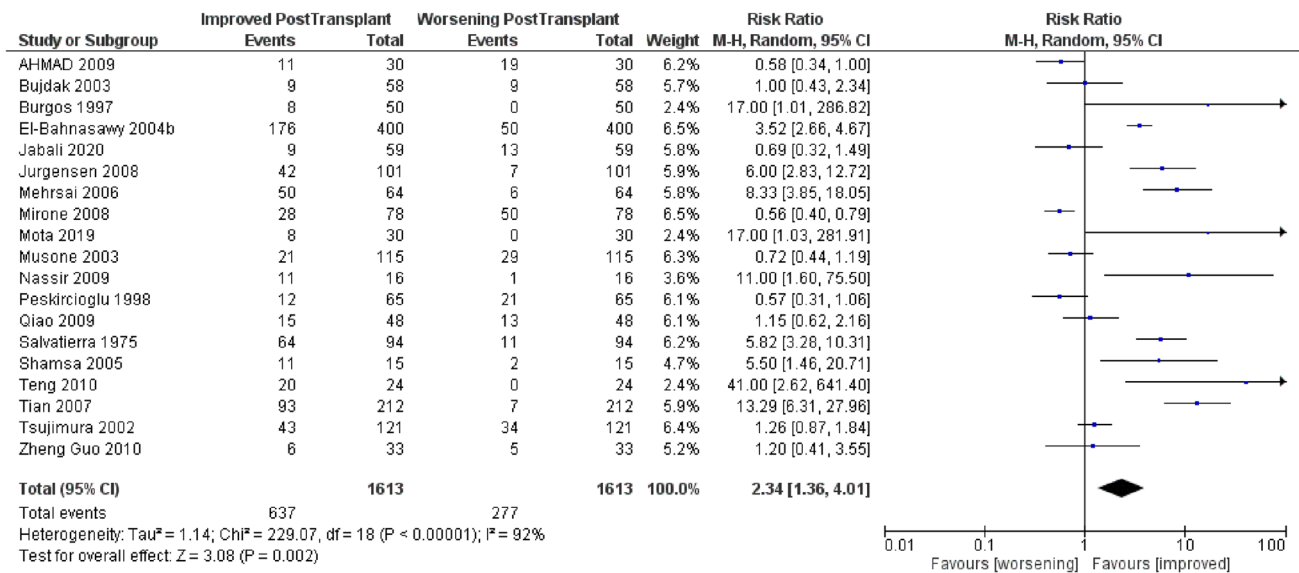 Improved PostTransplant Worsening PostTransplant Risk Ratio Risk Ratio
Study or Subgroup Events Total Events Total Weight M-H, Random, 95% CI M-H, Random, 95% CI
AHMAD 2009 11 30 19 30 6.2% 0.58 [0.34, 1.00]
Bujdak 2003 9 58 9 58 5.7% 1.00 [0.43, 2.34]
Burgos 1997 8 50 0 50 2.4% 17.00 [1.01, 286.82]
El-Bahnasawy 2004b 176 400 50 400 6.5% 3.52 [2.66, 4.67]
Jabali 2020 9 59 13 59 5.8% 0.69 [0.32, 1.49]
Jurgensen 2008 42 101 7 101 5.9% 6.00 [2.83, 12.72]
Mehrsai 2006 50 64 6 64 5.8% 8.33 [3.85, 18.05]
Mirone 2008 28 78 50 78 6.5% 0.56 [0.40, 0.79]
Mota 2019 8 30 0 30 2.4% 17.00 [1.03, 281.91]
Musone 2003 21 115 29 115 6.3% 0.72 [0.44, 1.19]
Nassir 2009 11 16 1 16 3.6% 11.00 [1.60, 75.50]
Peskircioglu 1998 12 65 21 65 6.1% 0.57 [0.31, 1.06]
Qiao 2009 15 48 13 48 6.1% 1.15 [0.62, 2.16]
Salvatierra 1975 64 94 11 94 6.2% 5.82 [3.28, 10.31]
Shamsa 2005 11 15 2 15 4.7% 5.50 [1.46, 20.71]
Teng 2010 20 24 0 24 2.4% 41.00 [2.62, 641.40]
Tian 2007 93 212 7 212 5.9% 13.29 [6.31, 27.96]
Tsujimura 2002 43 121 34 121 6.4% 1.26 [0.87, 1.84]
Zheng Guo 2010 6 33 5 33 5.2% 1.20 [0.41, 3.55]
Total (95% CI) 1613 1613 100.0% 2.34 [1.36, 4.01]
Total events 637 277
Heterogeneity: Tau² = 1.14; Chi² = 229.07, df = 18 (P < 0.00001); I² = 92%
Test for overall effect: Z = 3.08 (P = 0.002)
0.01 0.1 1 10 100
Favours [worsening] Favours [improved]